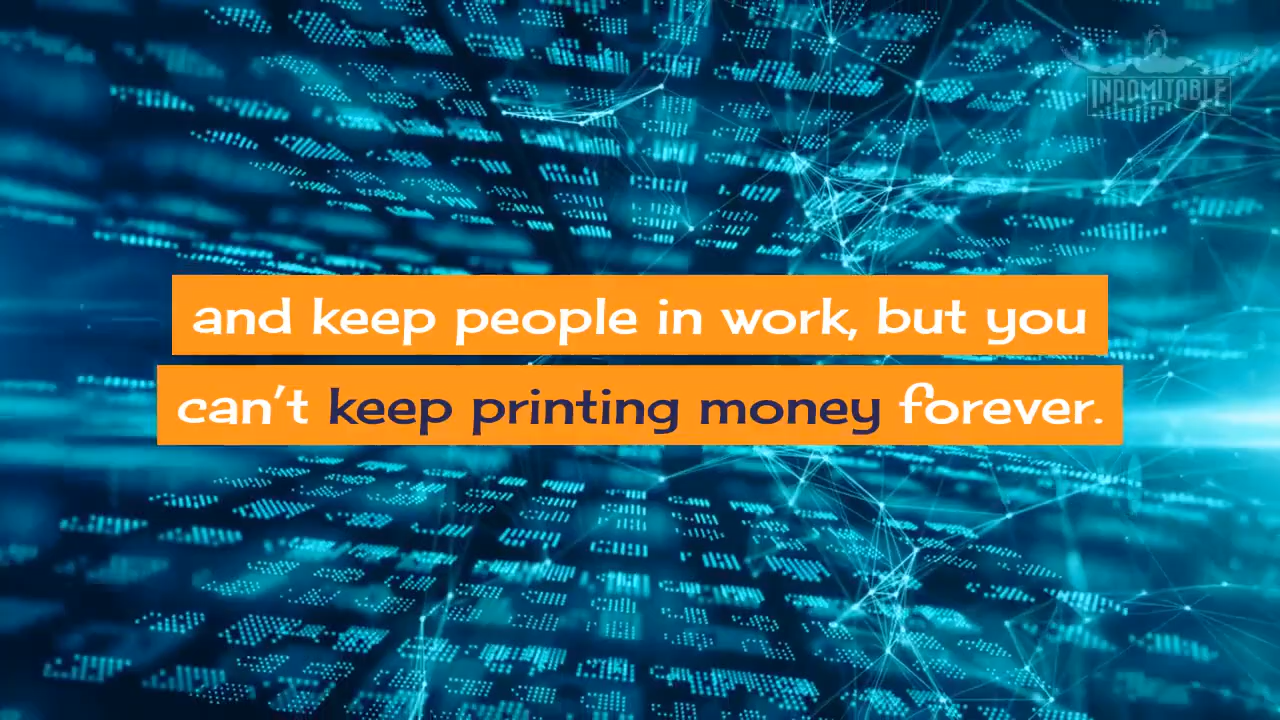 INDOMITABLE
and keep people in work, but you
can't keep printing money forever.